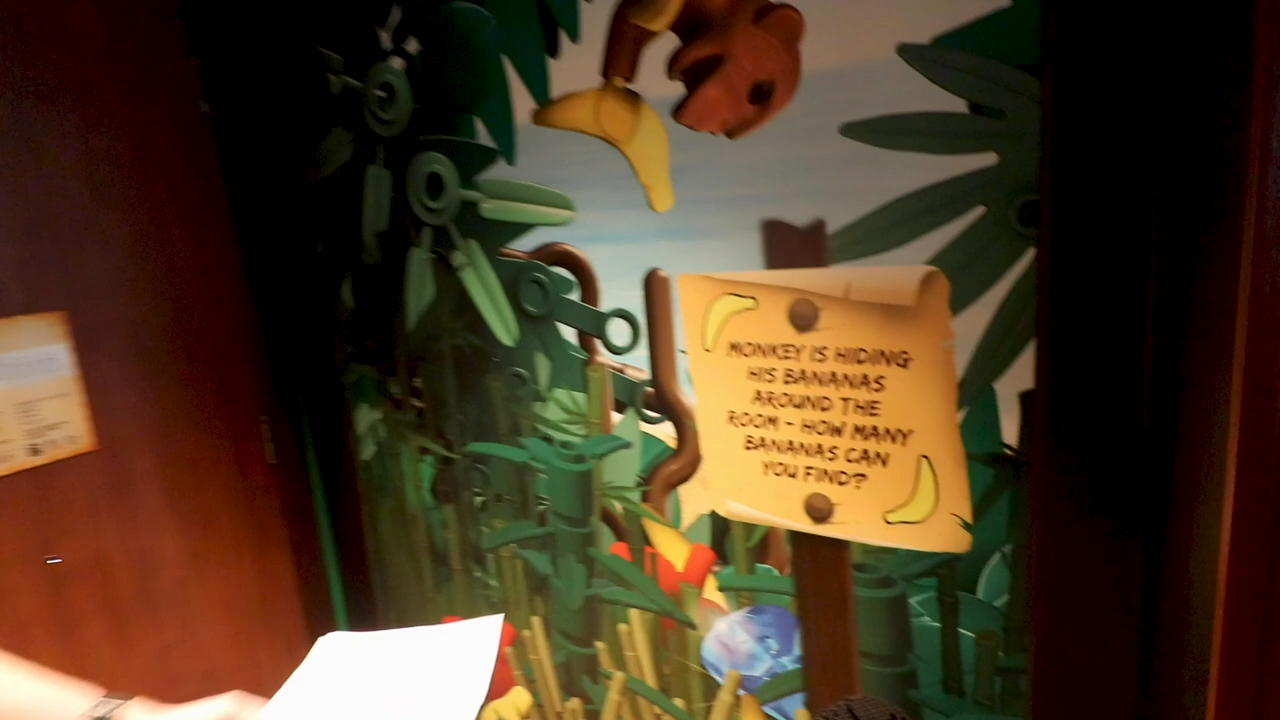 MONKEY IS HIDING
HIS BANANAS
AROUND THE
ROOM - HOW MANY
BANANAS CAN
YOU FIND?